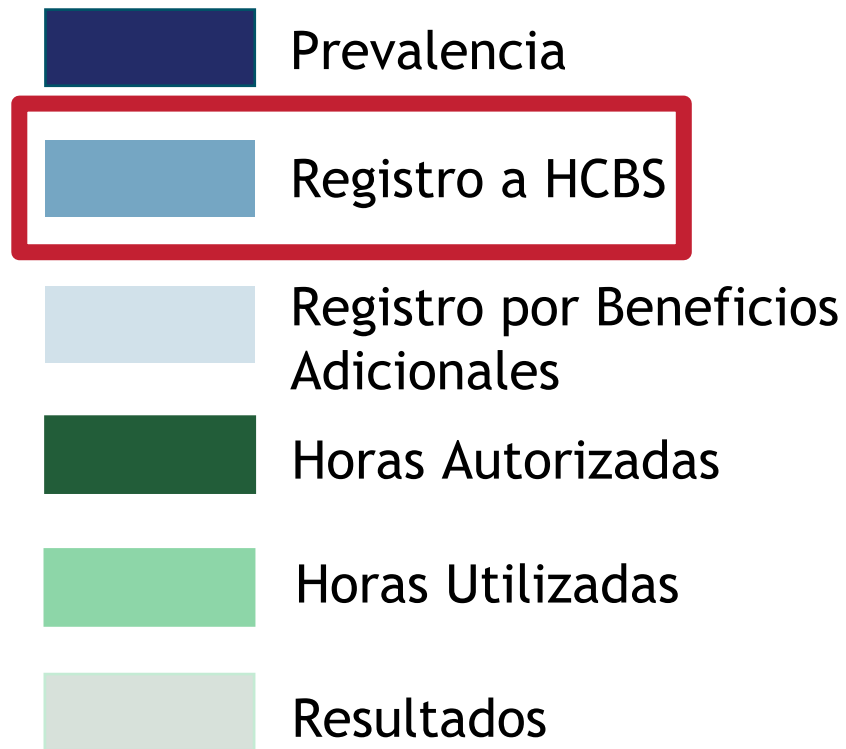 Prevalencia
Registro a HCBS
Registro por Beneficios
Adicionales
Horas Autorizadas
Horas Utilizadas
Resultados